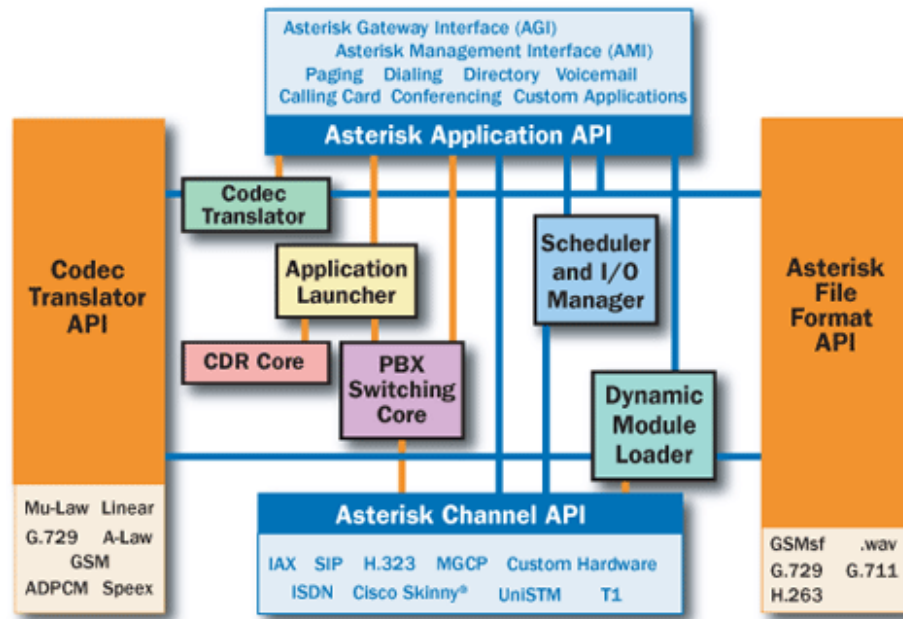 Asterisk Gateway Interface (AGI)
Asterisk Management Interface (AMI)
Paging Dialing Directory Voicemail
Calling Card Conferencing Custom Applications
Asterisk Application API
Codec
Translator
API
Mu-Law Linear
G.729 A-Law
GSM
ADPCM Speex
Codec
Translator
Application
Launcher
CDR Core
PBX
Switching
Core
Scheduler
and I/O
Manager
Dynamic
Module
Loader
Asterisk
File
Format
API
GSMsf .wav
G.729 G.711
H.263
Asterisk Channel API
IAX SIP H.323 MGCP Custom Hardware
ISDN Cisco Skinny® UniSTM T1